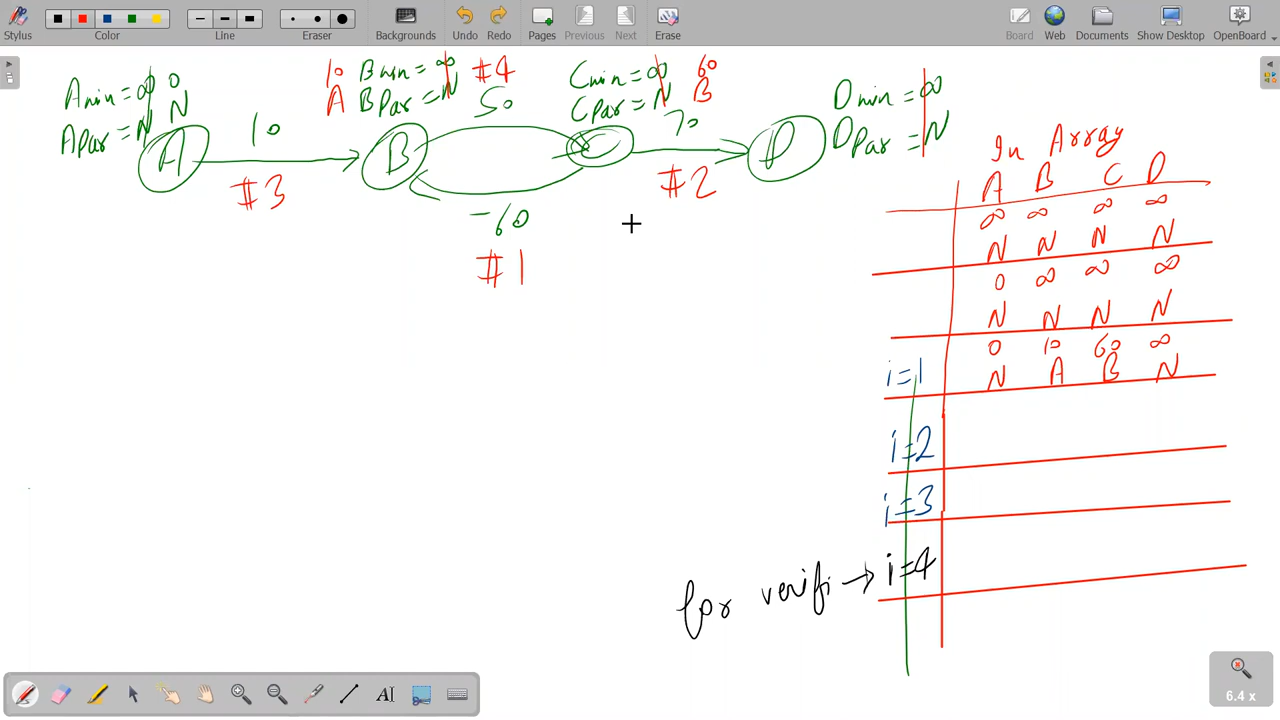 Stylus
Color
Line
Eraser
Backgrounds
Undo
Redo
Pages
Previous
Next
Erase
Board
Web
Documents
Show Desktop
OpenBoard
Amin = ∞ 0
APar = N N
10 Bmin = ∞ #4
A BPar = N
50
Cmin = ∞ 60
CPar = N B
70
Dmin = ∞
DPar = N
A 10 B C D
#3
#2
-60
#1
In Array
A B C D
∞ ∞ ∞ ∞
N N N N
0 ∞ ∞ ∞
N N N N
0 10 60 ∞
i=1 N A B N
i=2
i=3
for verifi → i=4
AI
6.4 x